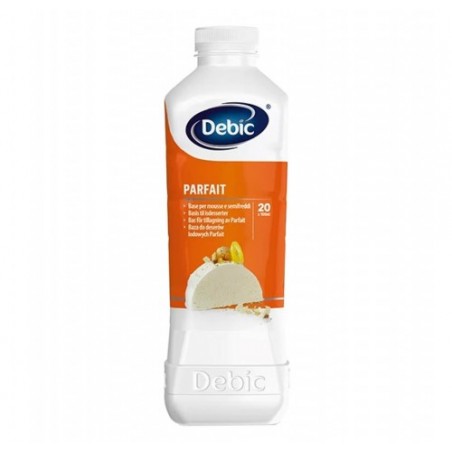 Debic
PARFAIT
• Base per mousse e semifreddi
• Basis til isdesserter
• Bas för tillagning av Parfait
• Baza do deserów
lodowych Parfait
20
Debic